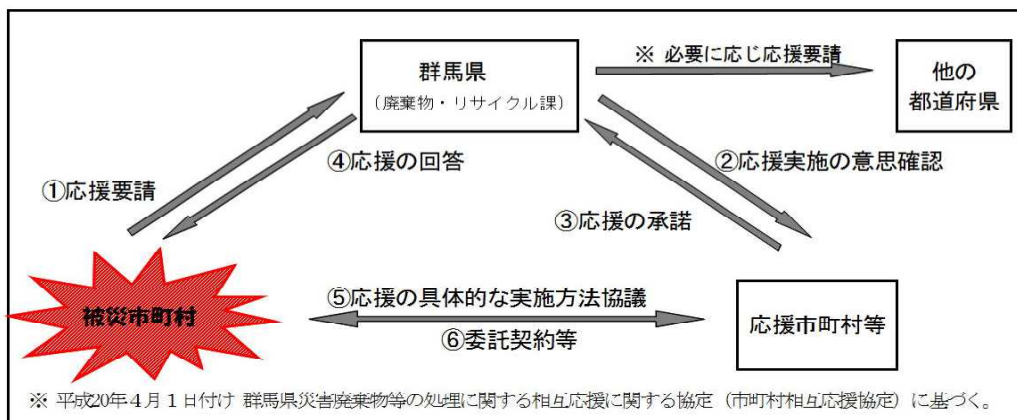 ※ 必要に応じ応援要請
群馬県
（廃棄物・リサイクル課）
他の
都道府県
④応援の回答
②応援実施の意思確認
①応援要請
③応援の承諾
被災市町村
⑤応援の具体的な実施方法協議
⑥委託契約等
応援市町村等
※ 平成20年4月1日付け 群馬県災害廃棄物等の処理に関する相互応援に関する協定（市町村相互応援協定）に基づく。